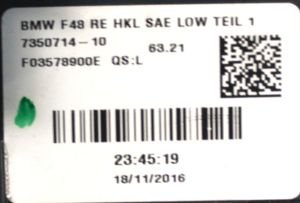 BMW F48 RE HKL SAE LOW TEIL 1
7350714-10 63.21
F03578900E QS:L
23:45:19
18/11/2016